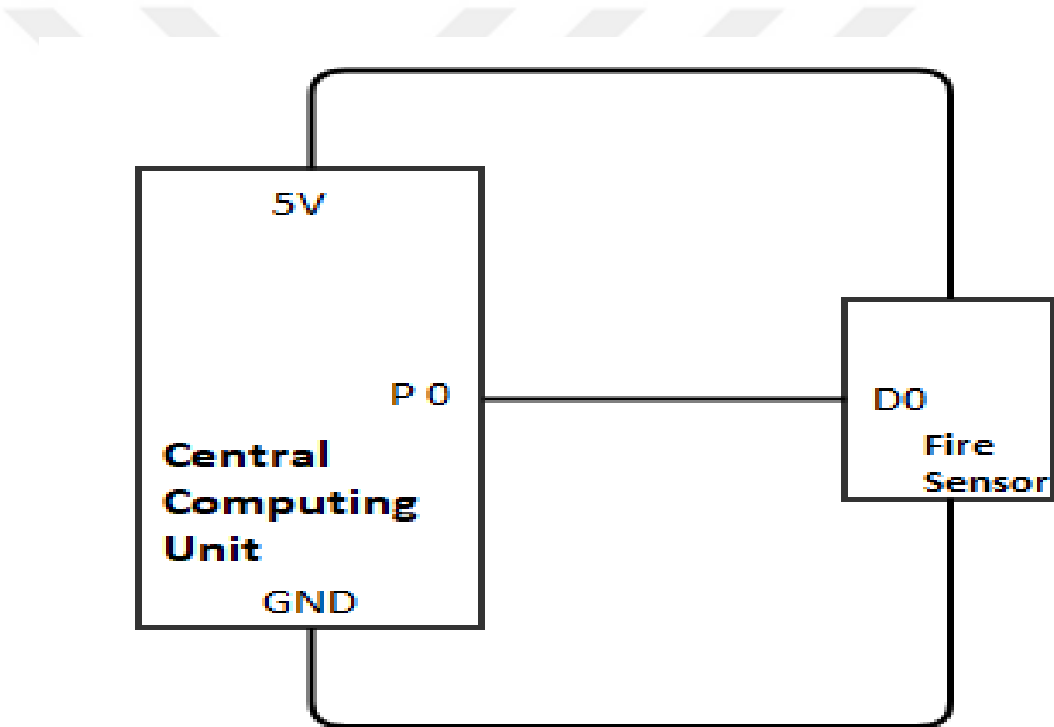 5V
P 0
D0
Central
Computing
Unit
Fire
Sensor
GND